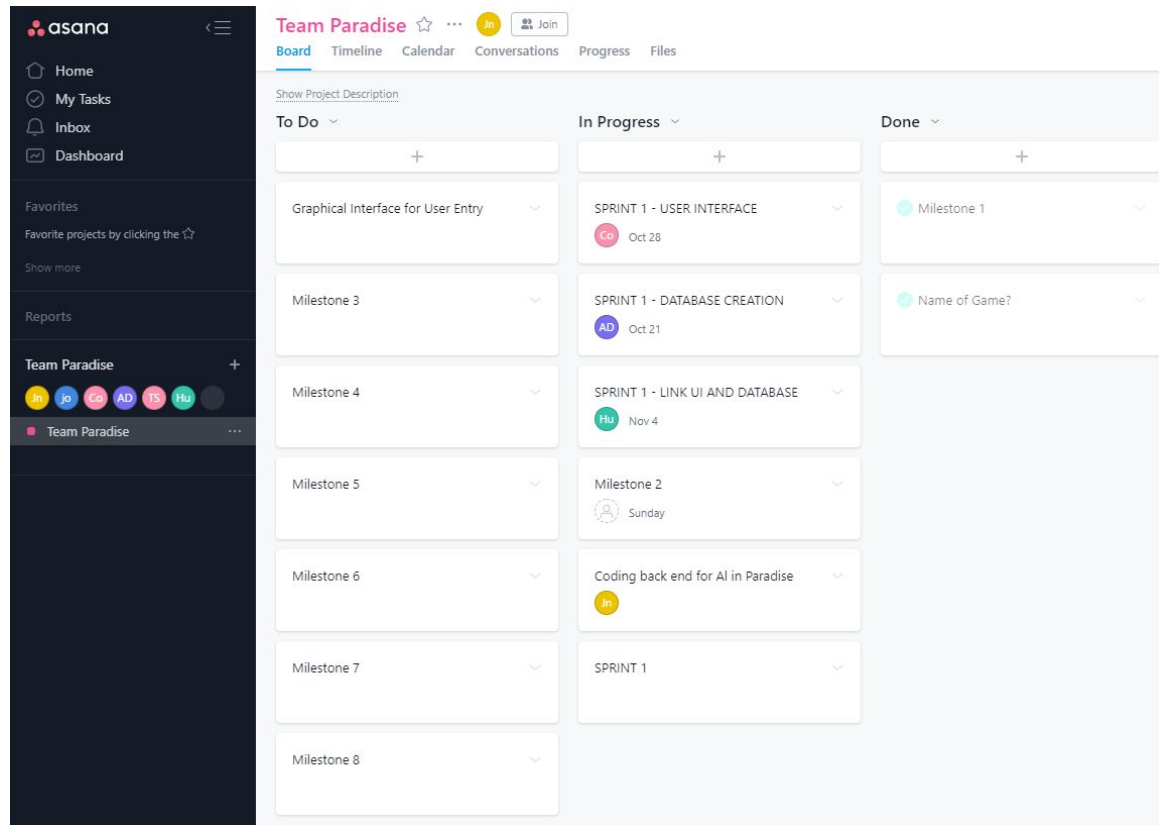 asana
Home
My Tasks
Inbox
Dashboard
Favorites
Favorite projects by clicking the
Show more
Reports
Team Paradise +
Jn jo Co AD TS Hu
Team Paradise ...
Team Paradise ... Jn Join
Board Timeline Calendar Conversations Progress Files
Show Project Description
To Do
+
Graphical Interface for User Entry
Milestone 3
Milestone 4
Milestone 5
Milestone 6
Milestone 7
Milestone 8
In Progress
+
SPRINT 1 - USER INTERFACE
Co Oct 28
SPRINT 1 - DATABASE CREATION
AD Oct 21
SPRINT 1 - LINK UI AND DATABASE
Hu Nov 4
Milestone 2
Sunday
Coding back end for Al in Paradise
Jn
SPRINT 1
Done
+
Milestone 1
Name of Game?